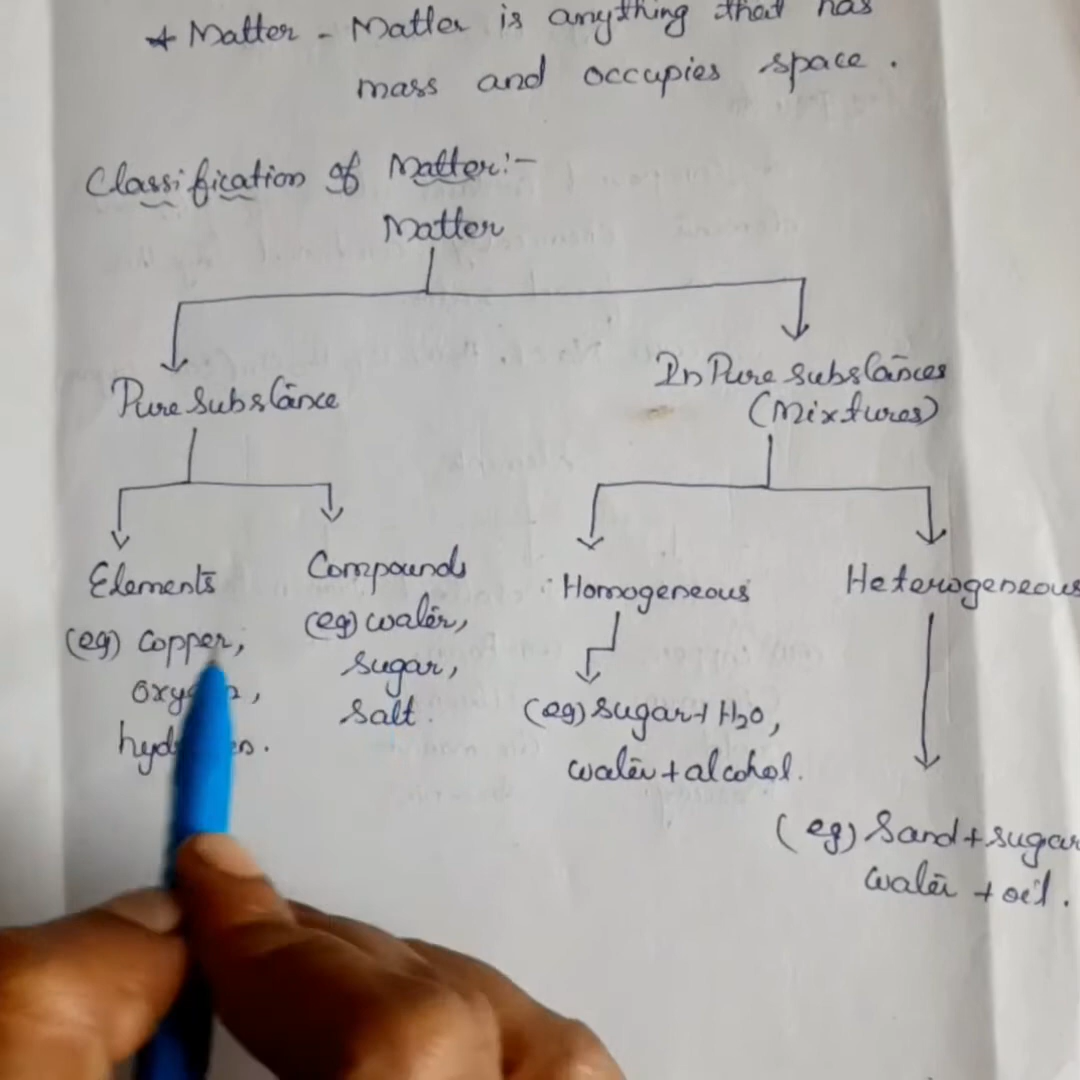 * Matter - Matter is anything that has
mass and occupies space.
Classification of Matter:-
Matter
Pure Substance
InPure substances
(Mixtures)
Elements
(eg) copper,
hydrogen.
Compounds
(eg) water,
sugar,
salt.
Homogeneous
(eg) sugar + H₂O,
water + alcohol.
Heterogeneous
(eg) Sand + sugar
water + oil.